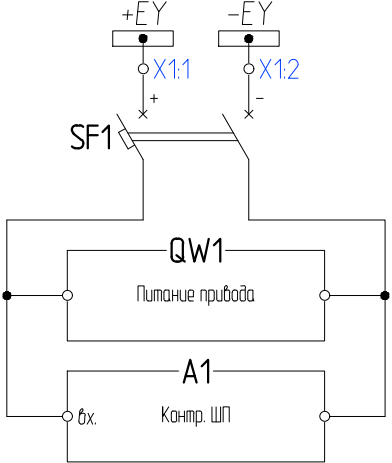 +EY -EY
X1:1 X1:2
+ -
SF1
QW1
Питание привода
A1
вх. Контр. ШП